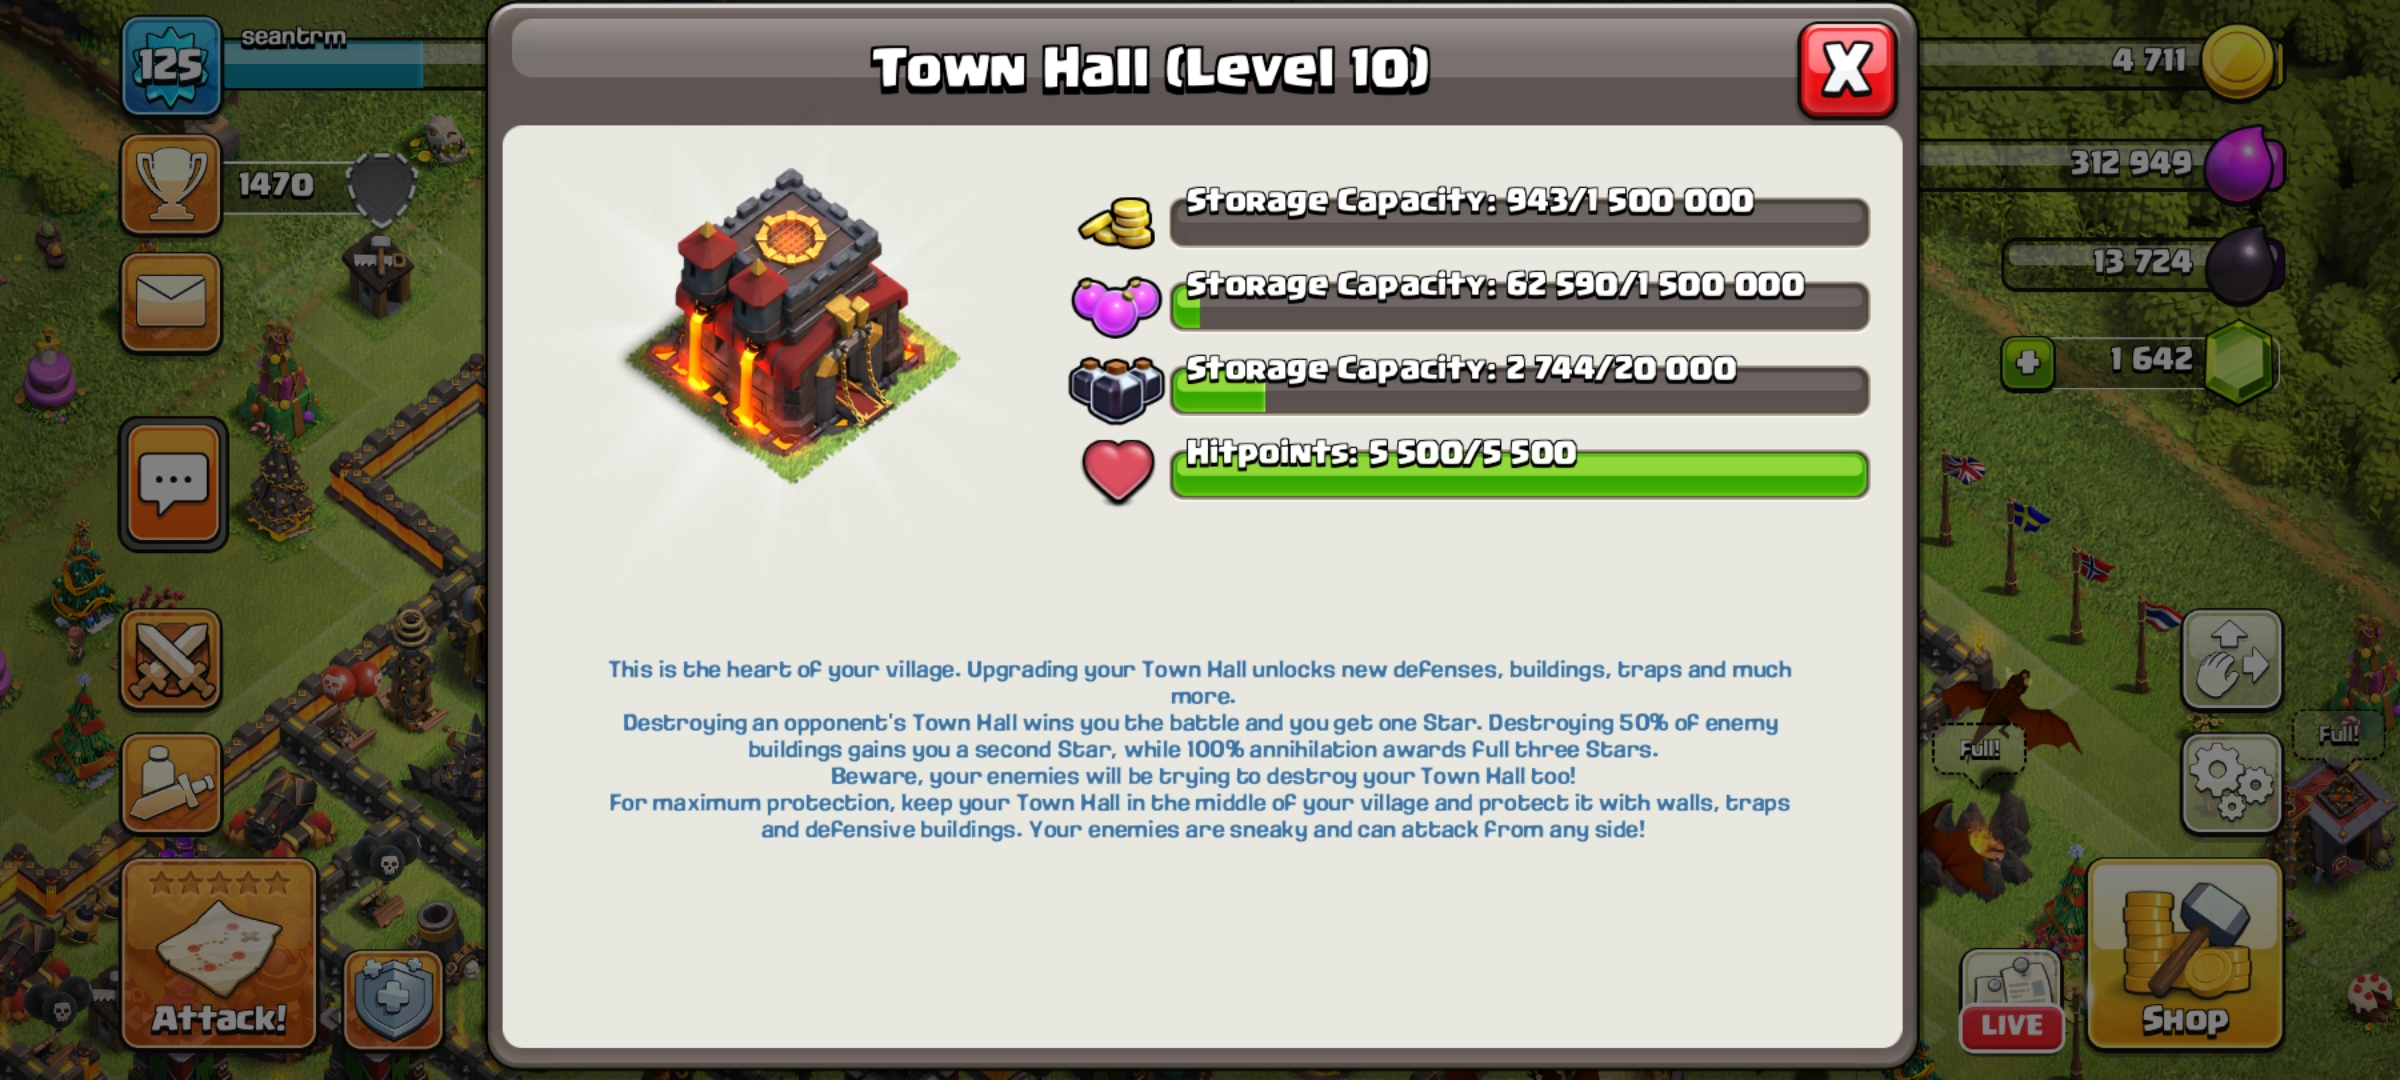 125
seantrm
1470
Attack!
Town Hall (Level 10)
X
Storage Capacity: 943/1 500 000
Storage Capacity: 62 590/1 500 000
Storage Capacity: 2 744/20 000
Hitpoints: 5 500/5 500
This is the heart of your village. Upgrading your Town Hall unlocks new defenses, buildings, traps and much
more.
Destroying an opponent's Town Hall wins you the battle and you get one Star. Destroying 50% of enemy
buildings gains you a second Star, while 100% annihilation awards full three Stars.
Beware, your enemies will be trying to destroy your Town Hall too!
For maximum protection, keep your Town Hall in the middle of your village and protect it with walls, traps
and defensive buildings. Your enemies are sneaky and can attack from any side!
4 711
312 949
13 724
1 642
Full!
Full!
LIVE
Shop